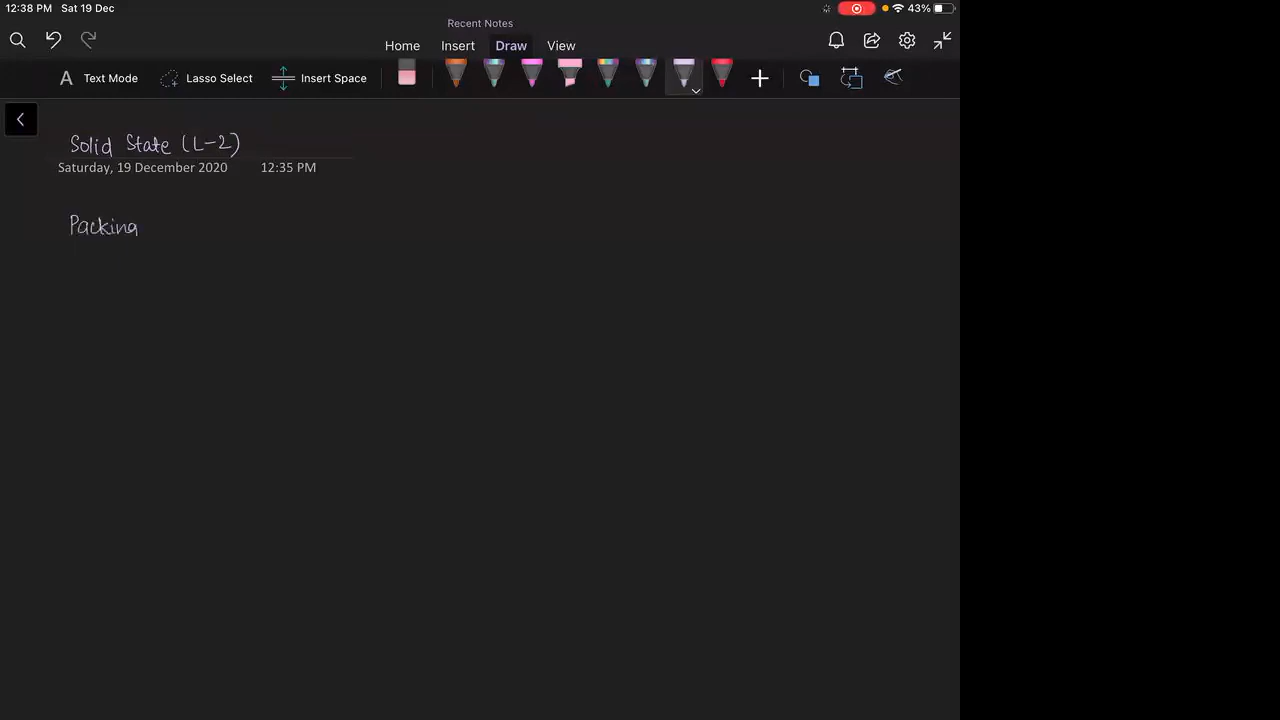 12:38 PM Sat 19 Dec 43%
Recent Notes
Home Insert Draw View
A Text Mode Lasso Select Insert Space
Solid State (L-2)
Saturday, 19 December 2020 12:35 PM
Packing